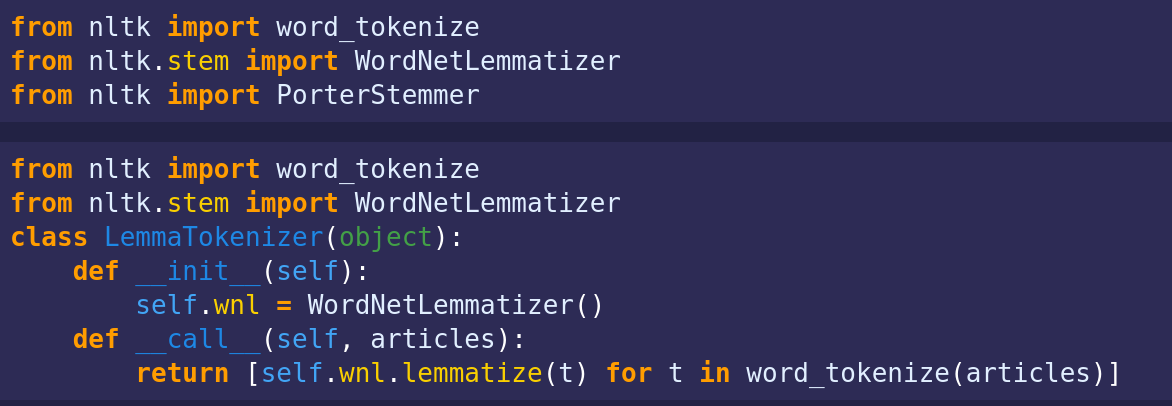 from nltk import word_tokenize
from nltk.stem import WordNetLemmatizer
from nltk import PorterStemmer
from nltk import word_tokenize
from nltk.stem import WordNetLemmatizer
class LemmaTokenizer(object):
    def __init__(self):
        self.wnl = WordNetLemmatizer()
    def __call__(self, articles):
        return [self.wnl.lemmatize(t) for t in word_tokenize(articles)]